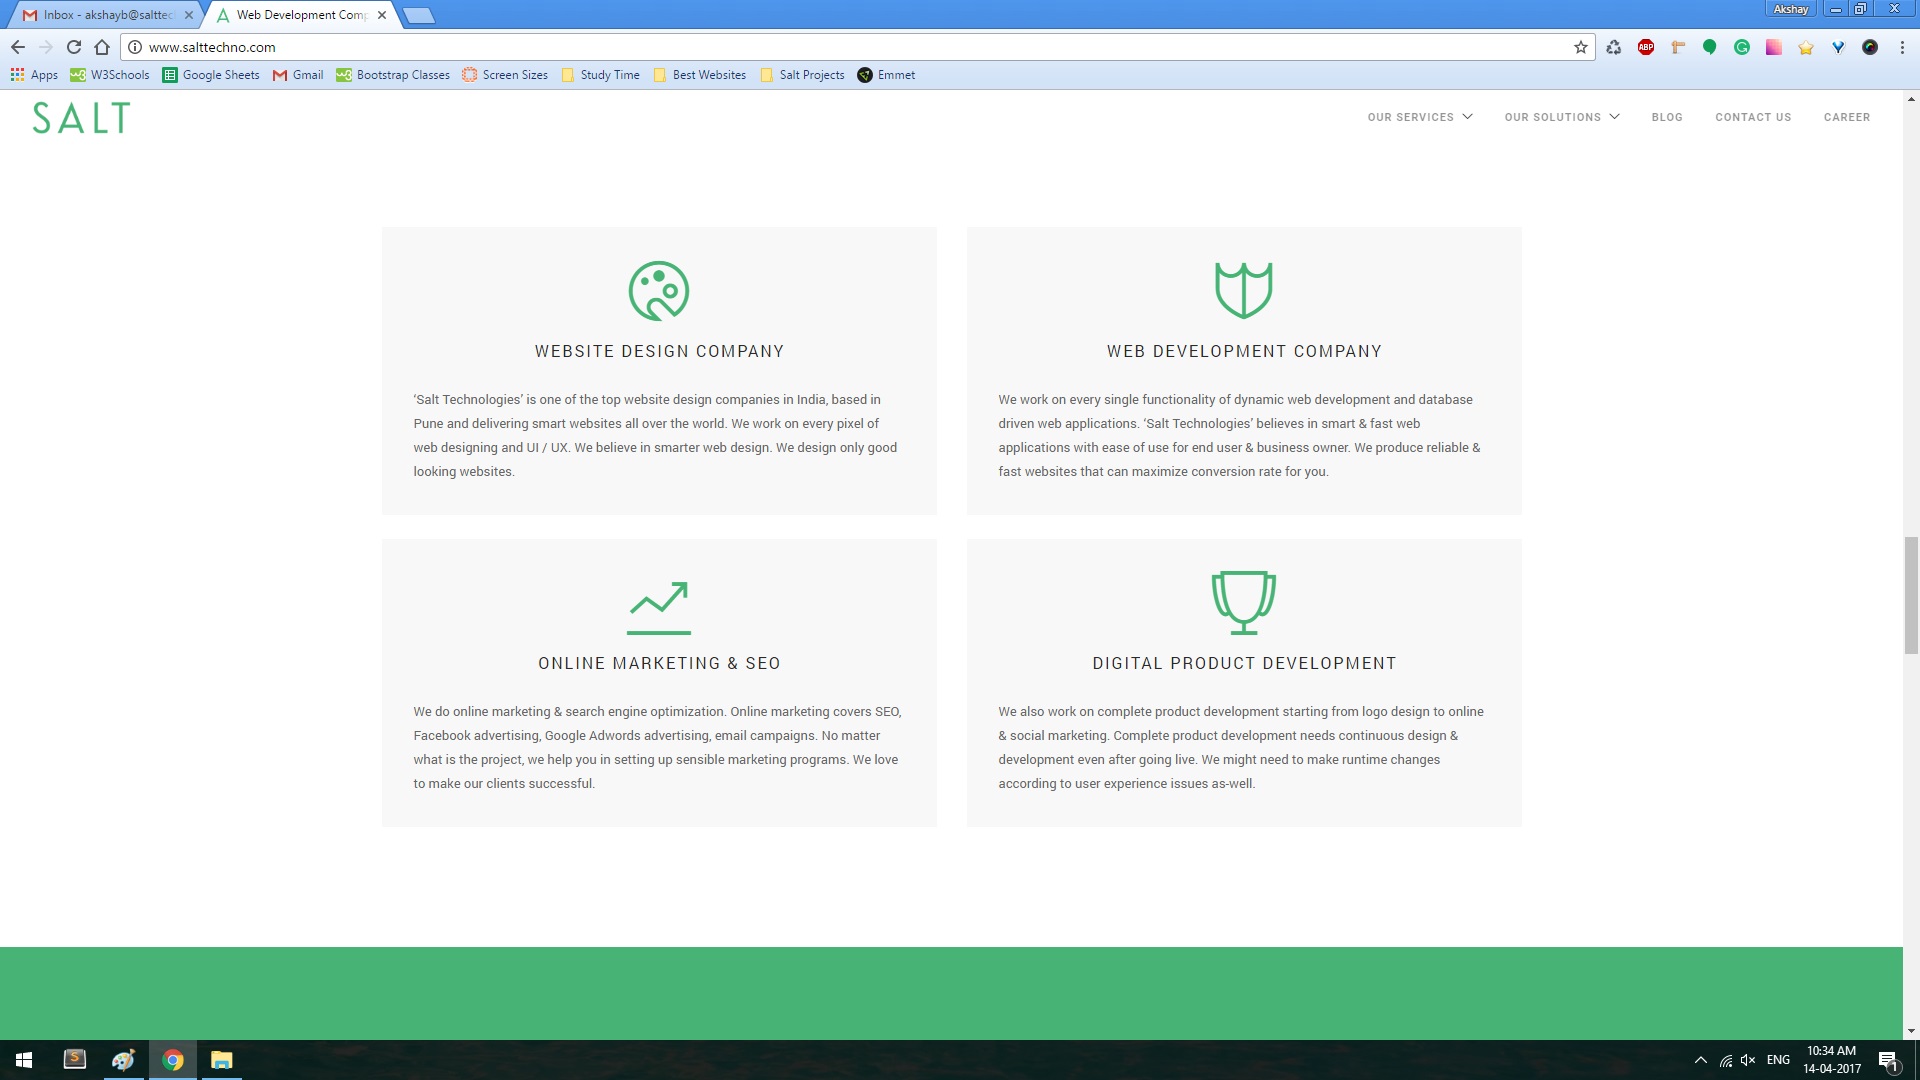 Inbox - akshayb@salttec
Web Development Comp
Akshay
www.salttechno.com
ABP
Apps W3Schools Google Sheets Gmail Bootstrap Classes Screen Sizes Study Time Best Websites Salt Projects Emmet
SALT
OUR SERVICES OUR SOLUTIONS BLOG CONTACT US CAREER
WEBSITE DESIGN COMPANY
‘Salt Technologies’ is one of the top website design companies in India, based in
Pune and delivering smart websites all over the world. We work on every pixel of
web designing and UI / UX. We believe in smarter web design. We design only good
looking websites.
WEB DEVELOPMENT COMPANY
We work on every single functionality of dynamic web development and database
driven web applications. ‘Salt Technologies’ believes in smart & fast web
applications with ease of use for end user & business owner. We produce reliable &
fast websites that can maximize conversion rate for you.
ONLINE MARKETING & SEO
We do online marketing & search engine optimization. Online marketing covers SEO,
Facebook advertising, Google Adwords advertising, email campaigns. No matter
what is the project, we help you in setting up sensible marketing programs. We love
to make our clients successful.
DIGITAL PRODUCT DEVELOPMENT
We also work on complete product development starting from logo design to online
& social marketing. Complete product development needs continuous design &
development even after going live. We might need to make runtime changes
according to user experience issues as-well.
ENG
10:34 AM
14-04-2017
1